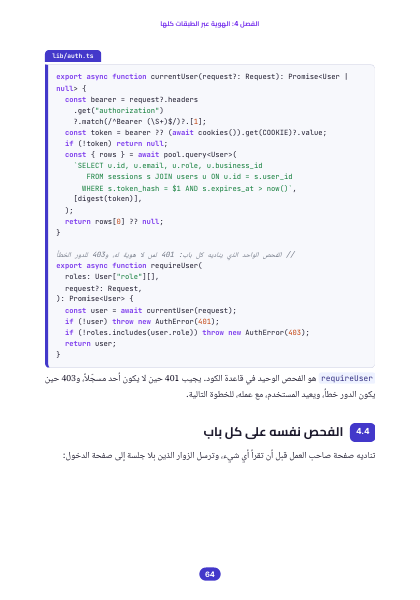 الفصل 4: الهوية عبر الطبقات كلها
lib/auth.ts
export async function currentUser(request?: Request): Promise<User |
null> {
  const bearer = request?.headers
    .get("authorization")
    ?.match(/^Bearer (\S+)$/)?.[1];
  const token = bearer ?? (await cookies()).get(COOKIE)?.value;
  if (!token) return null;
  const { rows } = await pool.query<User>(
    `SELECT u.id, u.email, u.role, u.business_id
       FROM sessions s JOIN users u ON u.id = s.user_id
      WHERE s.token_hash = $1 AND s.expires_at > now()`,
    [digest(token)],
  );
  return rows[0] ?? null;
}
// الفحص الواحد الذي يناديه كل باب: 401 لمن لا هوية له، و403 للدور الخطأ
export async function requireUser(
  roles: User["role"][],
  request?: Request,
): Promise<User> {
  const user = await currentUser(request);
  if (!user) throw new AuthError(401);
  if (!roles.includes(user.role)) throw new AuthError(403);
  return user;
}
requireUser هو الفحص الوحيد في قاعدة الكود. يجيب 401 حين لا يكون أحد مسجّلاً، و403 حين
يكون الدور خطأ، ويعيد المستخدم، مع عمله، للخطوة التالية.
4.4 الفحص نفسه على كل باب
تناديه صفحة صاحب العمل قبل أن تقرأ أي شيء، وترسل الزوار الذين بلا جلسة إلى صفحة الدخول:
64